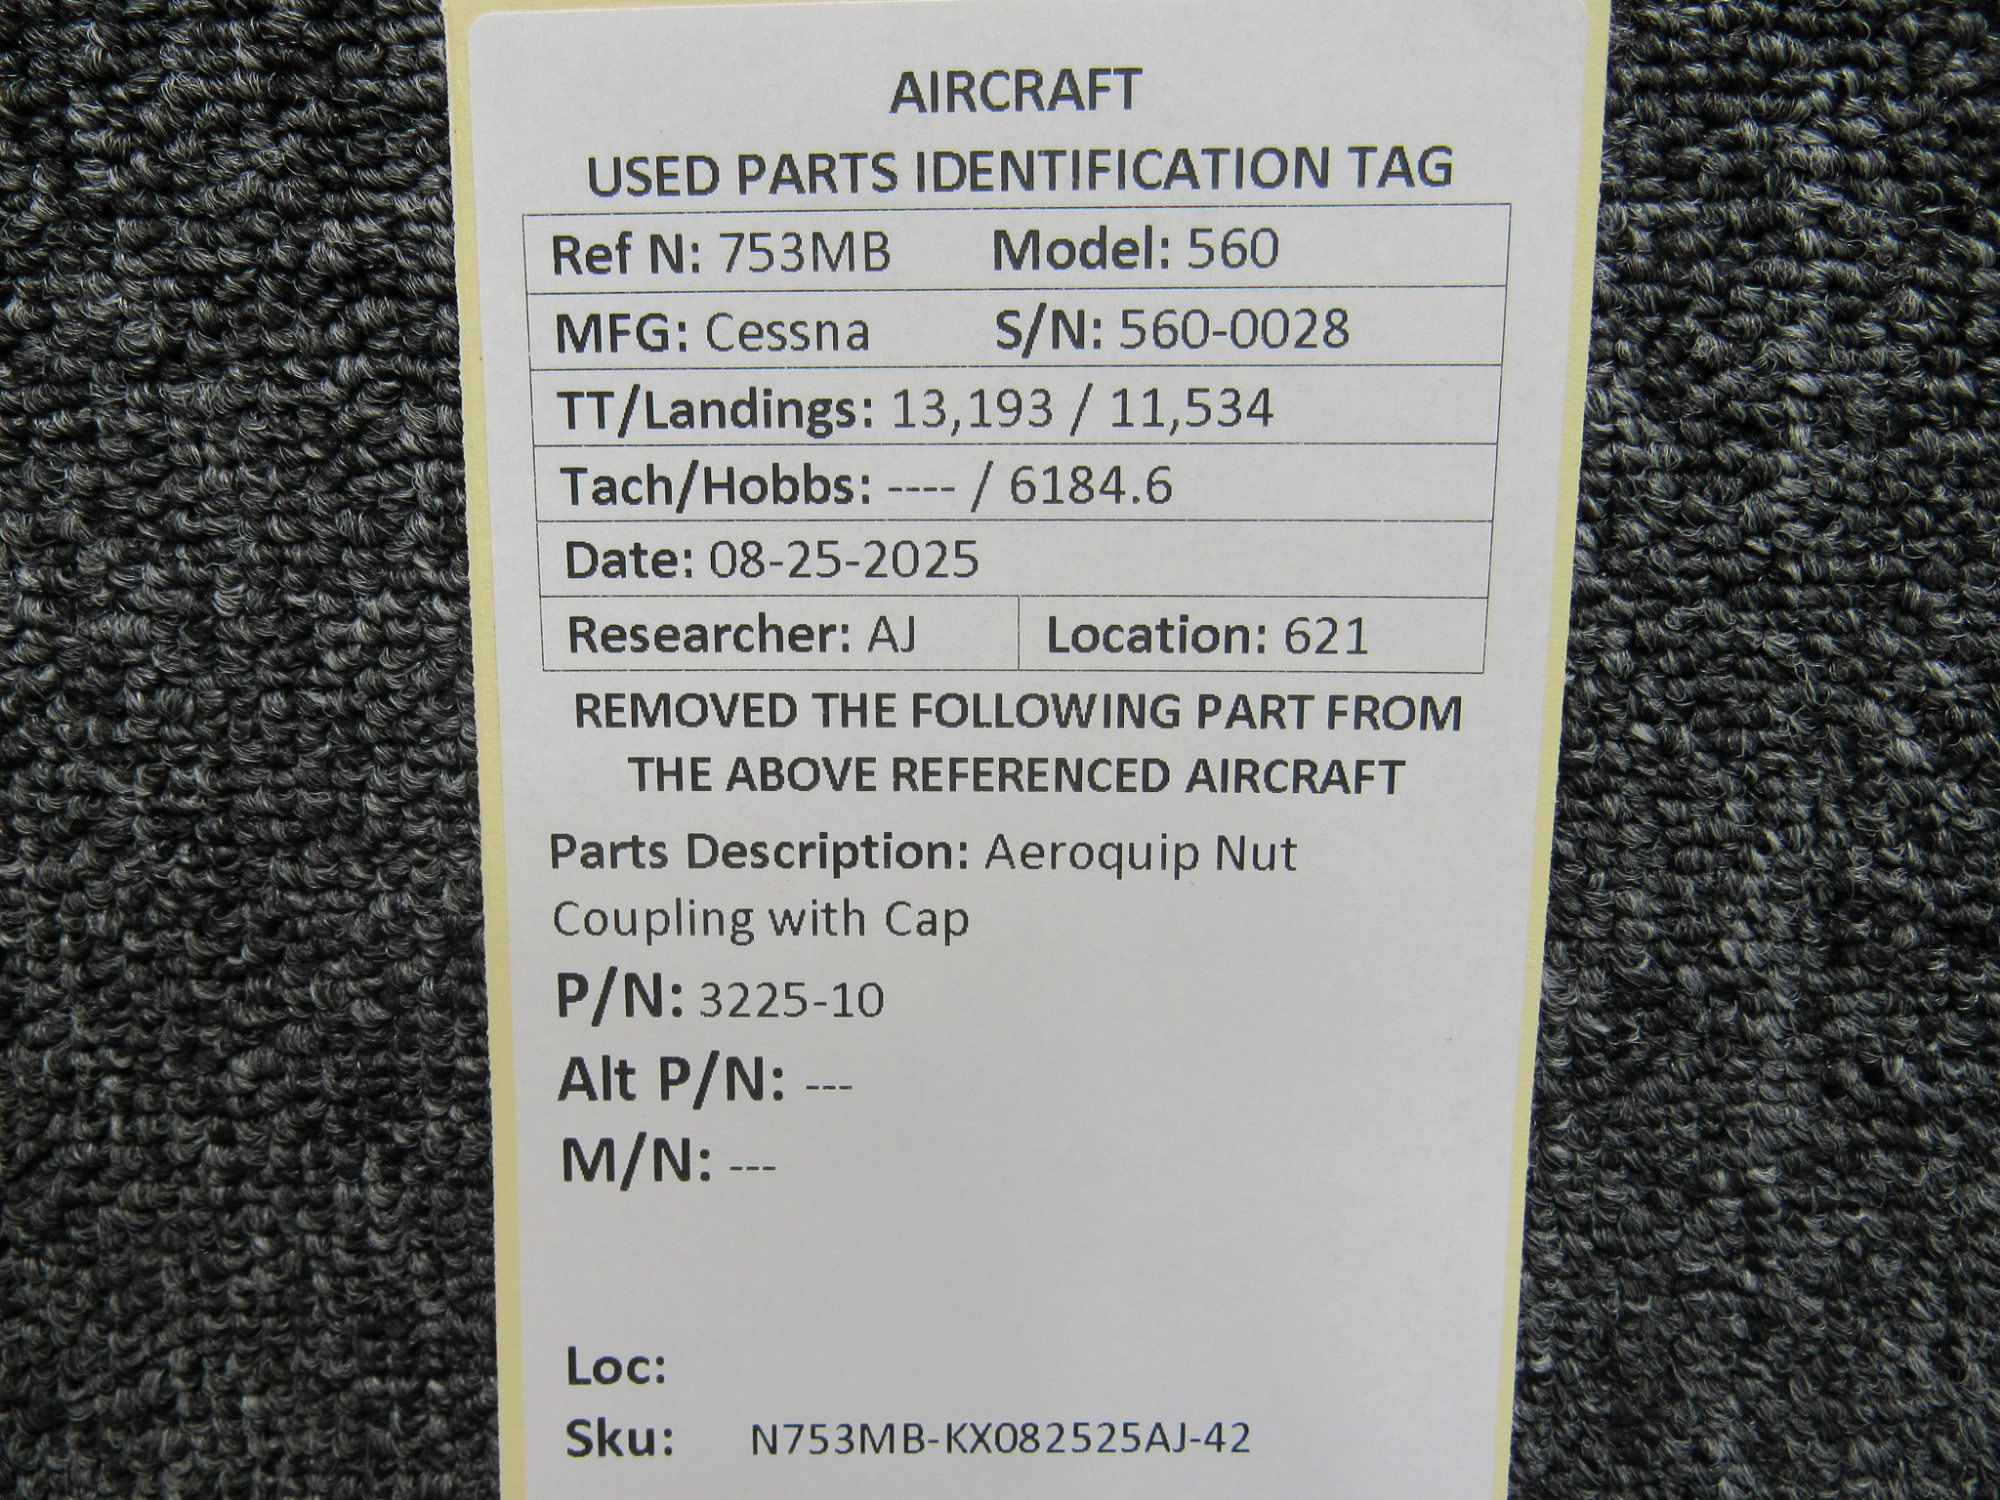 AIRCRAFT
USED PARTS IDENTIFICATION TAG
Ref N: 753MB Model: 560
MFG: Cessna S/N: 560-0028
TT/Landings: 13,193 / 11,534
Tach/Hobbs: ---- / 6184.6
Date: 08-25-2025
Researcher: AJ Location: 621
REMOVED THE FOLLOWING PART FROM
THE ABOVE REFERENCED AIRCRAFT
Parts Description: Aeroquip Nut
Coupling with Cap
P/N: 3225-10
Alt P/N: ---
M/N: ---
Loc:
Sku: N753MB-KX082525AJ-42